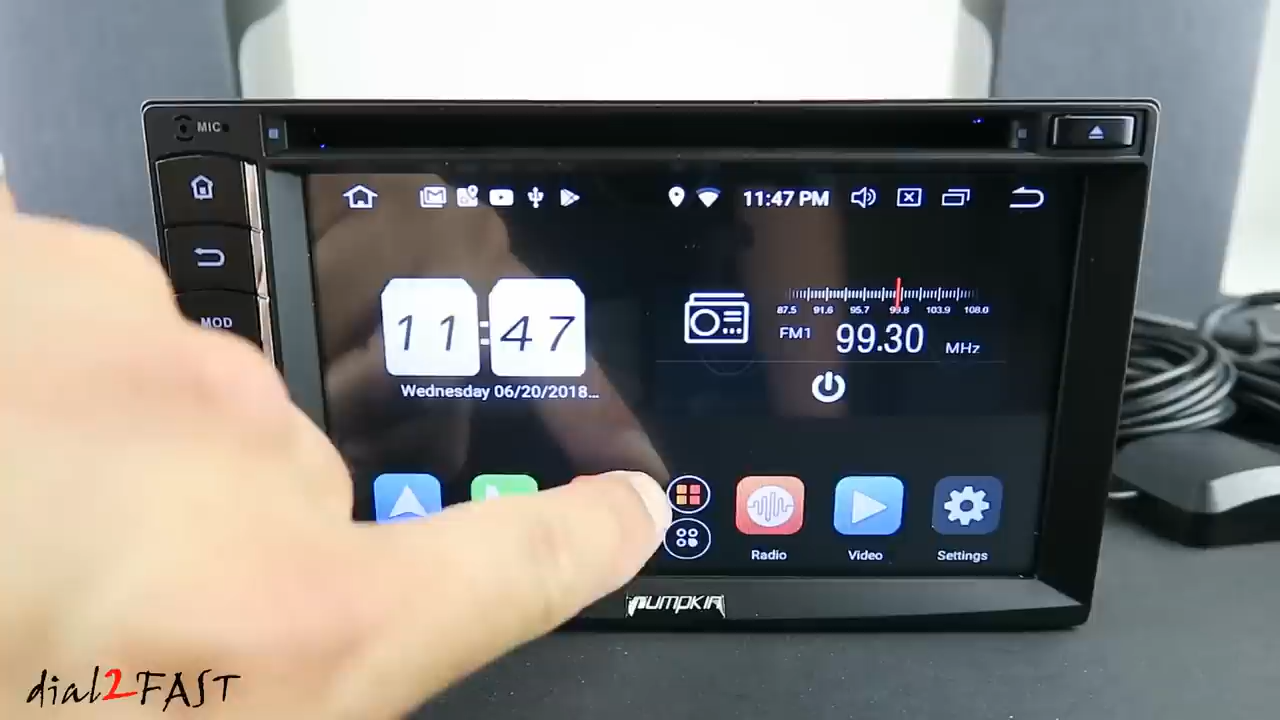 MIC
11:47 PM
MOD
11:47
Wednesday 06/20/2018...
87.5 91.6 95.7 99.8 103.9 108.0
FM1 99.30 MHz
Radio Video Settings
PUMPKIN
dial2FAST